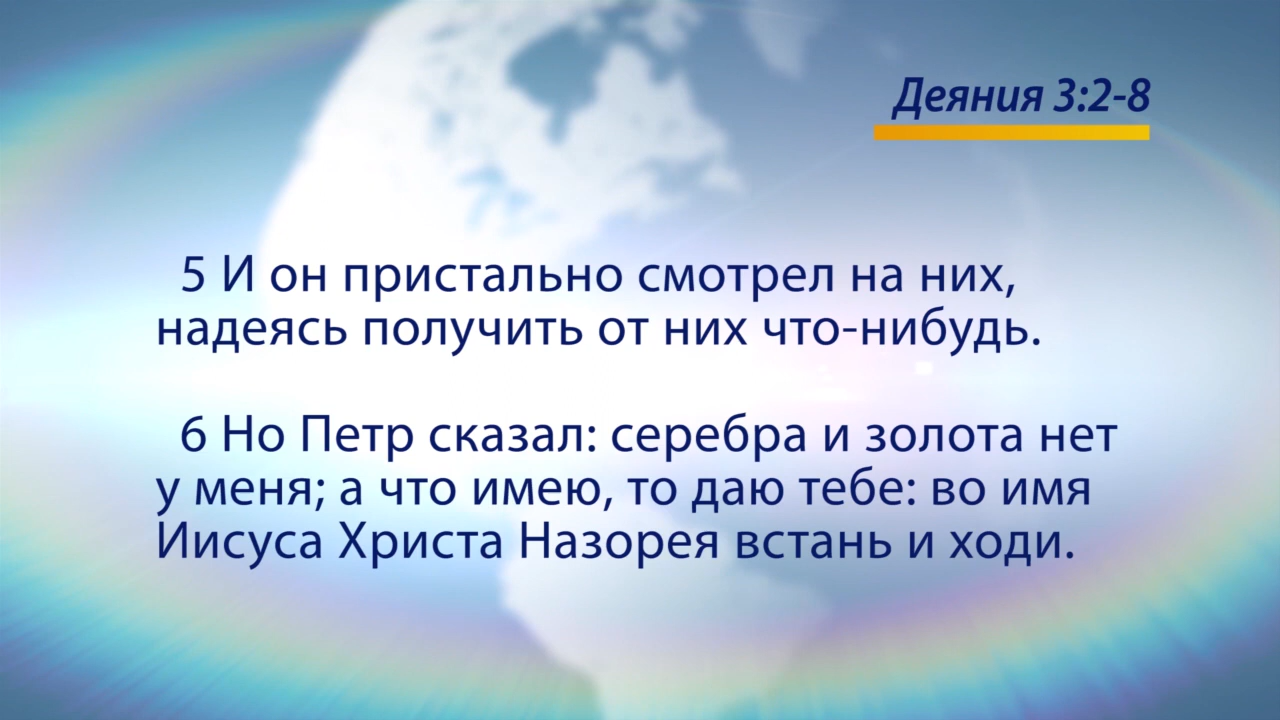 Деяния 3:2-8
5 И он пристально смотрел на них,
надеясь получить от них что-нибудь.
6 Но Петр сказал: серебра и золота нет
у меня; а что имею, то даю тебе: во имя
Иисуса Христа Назорея встань и ходи.